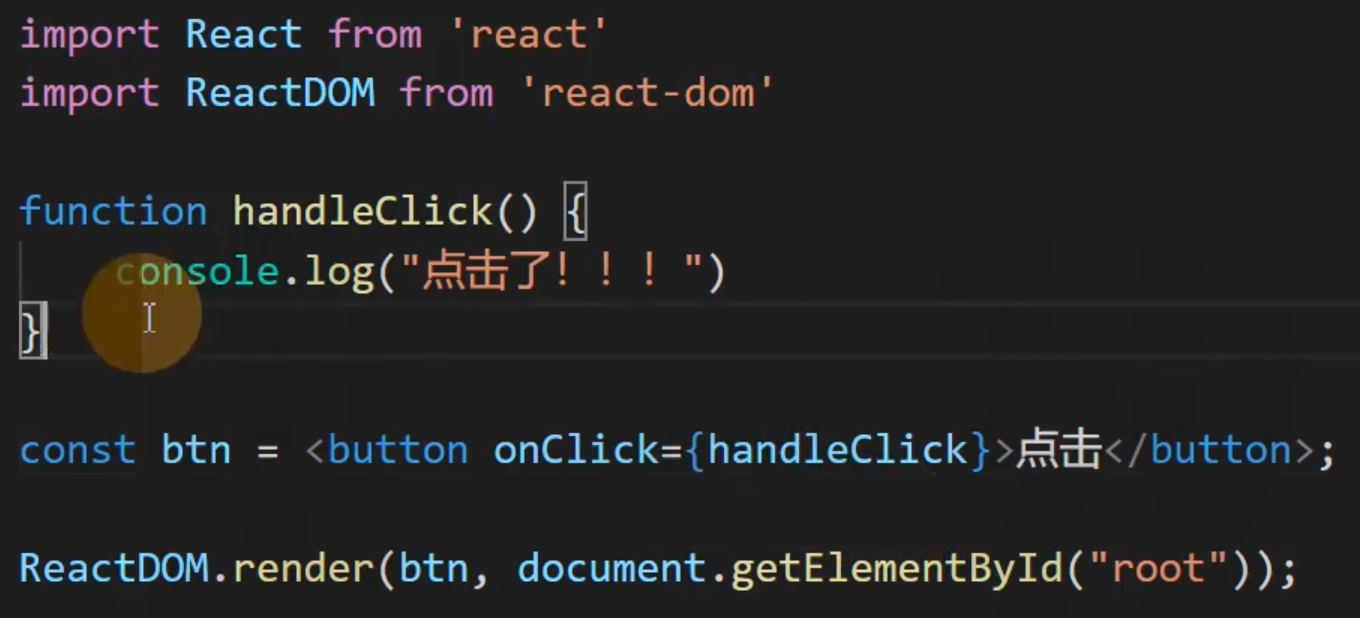 import React from 'react'
import ReactDOM from 'react-dom'
function handleClick() {
console.log("点击了！！！")
}
const btn = <button onClick={handleClick}>点击</button>;
ReactDOM.render(btn, document.getElementById("root"));